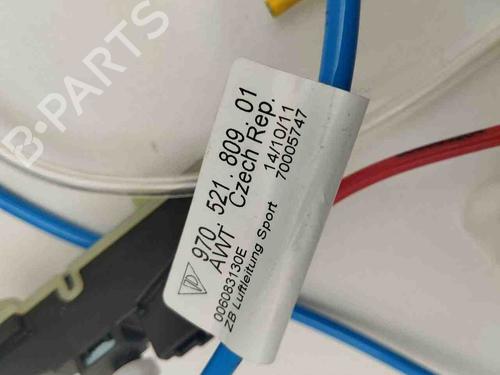 B-PARTS
970.521.809.01
AWT Czech Rep.
14/10/11
006083130E
70005747
ZB Luftleitung Sport